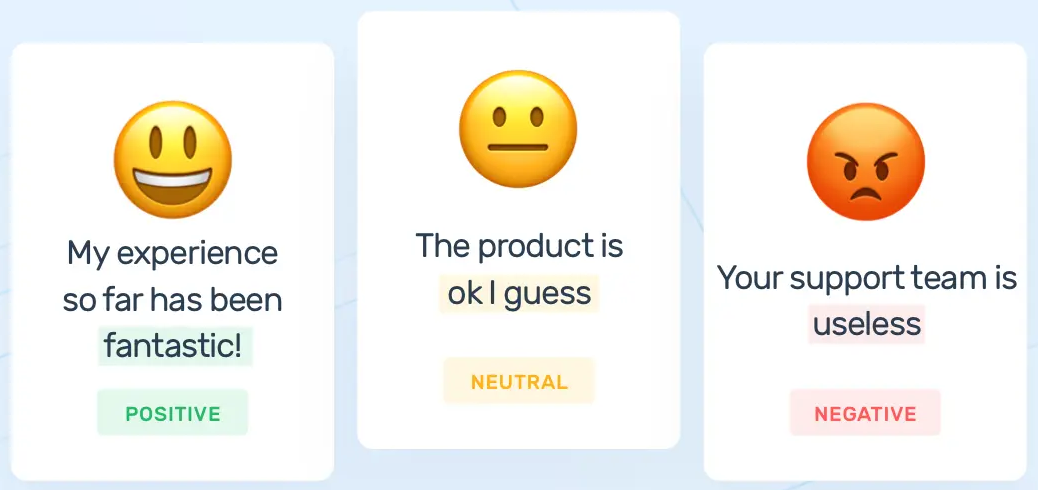 My experience
so far has been
fantastic!
POSITIVE
The product is
ok I guess
NEUTRAL
Your support team is
useless
NEGATIVE